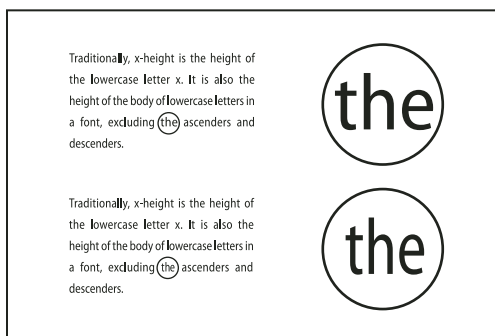 Traditionally, x-height is the height of
the lowercase letter x. It is also the
height of the body of lowercase letters in
a font, excluding the ascenders and
descenders.
the
Traditionally, x-height is the height of
the lowercase letter x. It is also the
height of the body of lowercase letters in
a font, excluding the ascenders and
descenders.
the